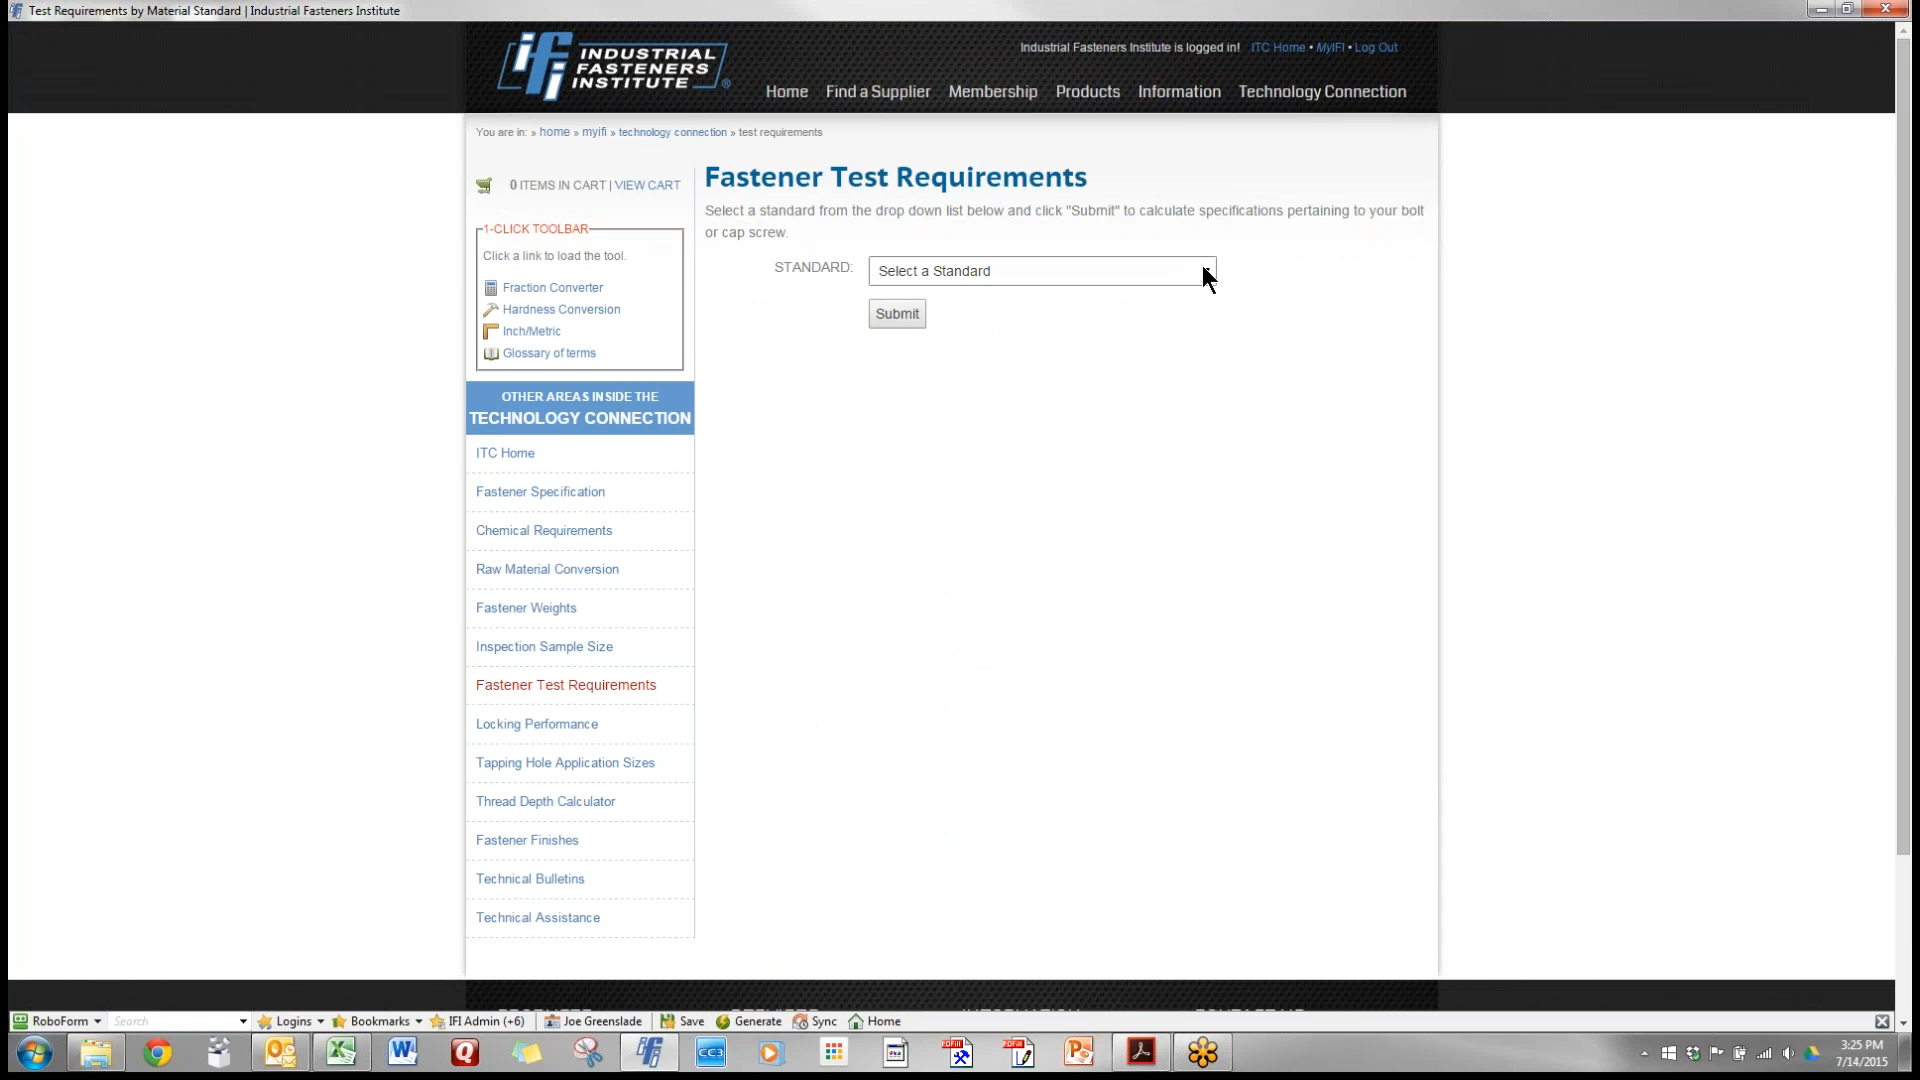 Test Requirements by Material Standard | Industrial Fasteners Institute
ifi INDUSTRIAL
FASTENERS
INSTITUTE ®
Industrial Fasteners Institute is logged in! ITC Home • MyIFI • Log Out
Home Find a Supplier Membership Products Information Technology Connection
You are in: » home » myifi » technology connection » test requirements
0 ITEMS IN CART | VIEW CART
1-CLICK TOOLBAR
Click a link to load the tool.
Fraction Converter
Hardness Conversion
Inch/Metric
Glossary of terms
OTHER AREAS INSIDE THE
TECHNOLOGY CONNECTION
ITC Home
Fastener Specification
Chemical Requirements
Raw Material Conversion
Fastener Weights
Inspection Sample Size
Fastener Test Requirements
Locking Performance
Tapping Hole Application Sizes
Thread Depth Calculator
Fastener Finishes
Technical Bulletins
Technical Assistance
Fastener Test Requirements
Select a standard from the drop down list below and click "Submit" to calculate specifications pertaining to your bolt
or cap screw.
STANDARD: Select a Standard
Submit
RoboForm Search Logins Bookmarks IFI Admin (+6) Joe Greenslade Save Generate Sync Home
CC3
3:25 PM
7/14/2015